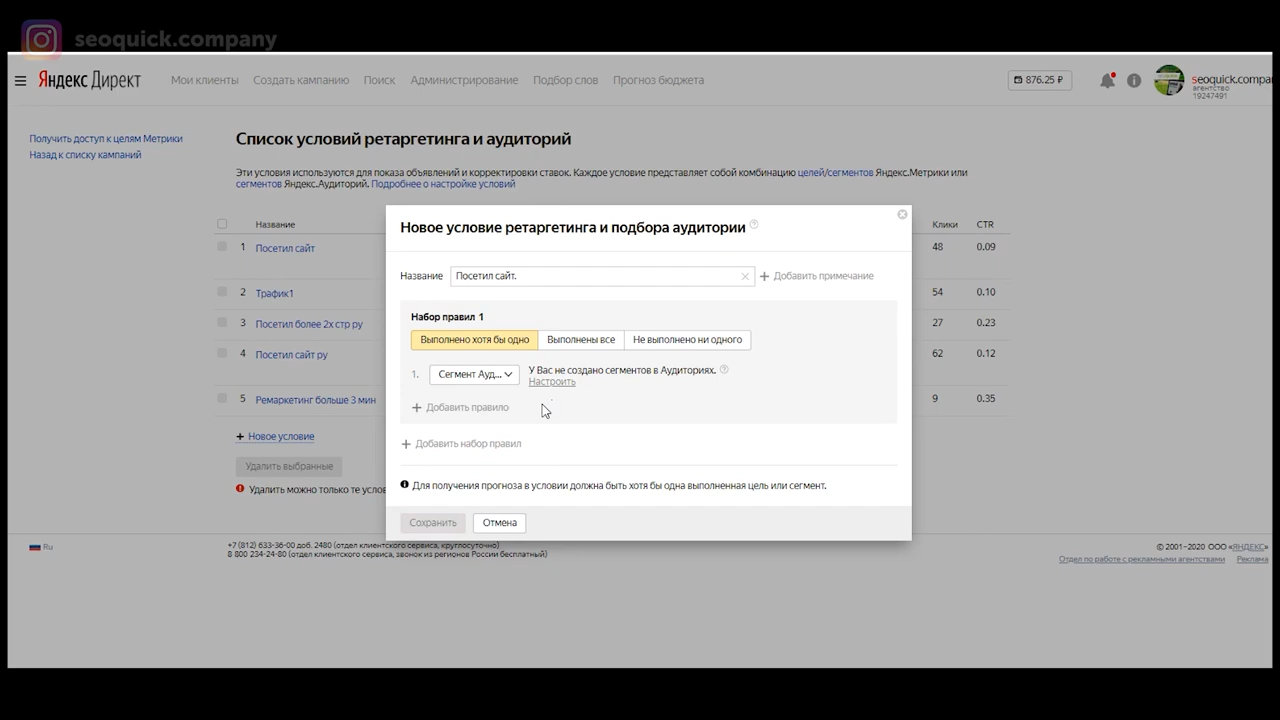 seoquick.company
Яндекс Директ Мои клиенты Создать кампанию Поиск Администрирование Подбор слов Прогноз бюджета 876.25 ₽ seoquick.compa
агентство
19247491
Получить доступ к целям Метрики
Назад к списку кампаний
Список условий ретаргетинга и аудиторий
Эти условия используются для показа объявлений и корректировки ставок. Каждое условие представляет собой комбинацию целей/сегментов Яндекс.Метрики или
сегментов Яндекс.Аудиторий. Подробнее о настройке условий
Название Клики CTR
1 Посетил сайт 48 0.09
2 Трафик1 54 0.10
3 Посетил более 2х стр ру 27 0.23
4 Посетил сайт ру 62 0.12
5 Ремаркетинг больше 3 мин 9 0.35
+ Новое условие
Удалить выбранные
Удалить можно только те услов
Новое условие ретаргетинга и подбора аудитории ?
Название Посетил сайт. + Добавить примечание
Набор правил 1
Выполнено хотя бы одно Выполнены все Не выполнено ни одного
1. Сегмент Ауд... У Вас не создано сегментов в Аудиториях. ?
Настроить
+ Добавить правило
+ Добавить набор правил
Для получения прогноза в условии должна быть хотя бы одна выполненная цель или сегмент.
Сохранить Отмена
Ru
+7 (812) 633-36-00 доб. 2480 (отдел клиентского сервиса, круглосуточно)
8 800 234-24-80 (отдел клиентского сервиса, звонок из регионов России бесплатный)
© 2001–2020 ООО «ЯНДЕКС»
Отдел по работе с рекламными агентствами Реклама